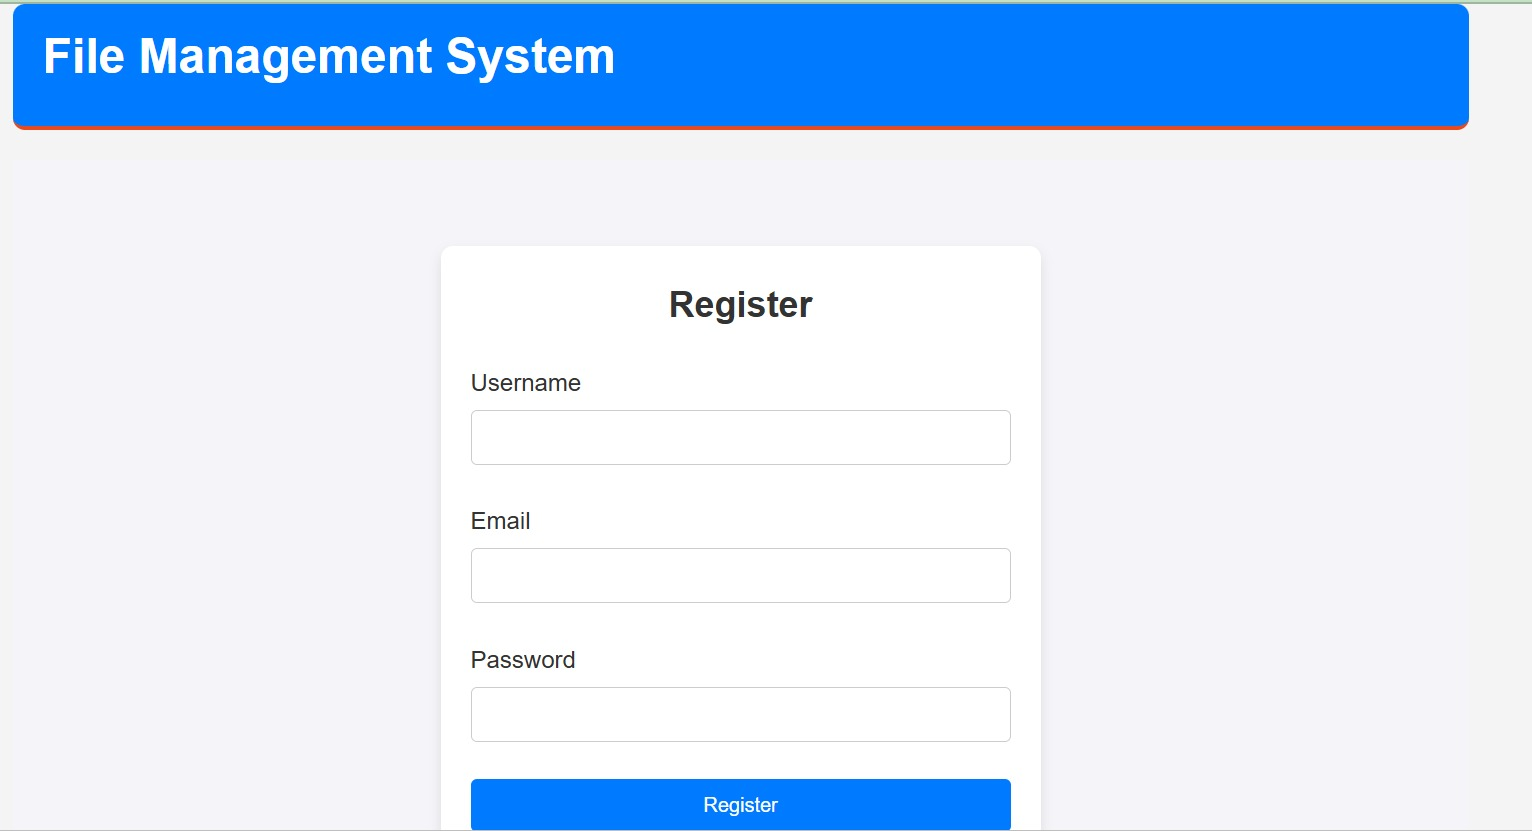 File Management System
Register
Username
Email
Password
Register